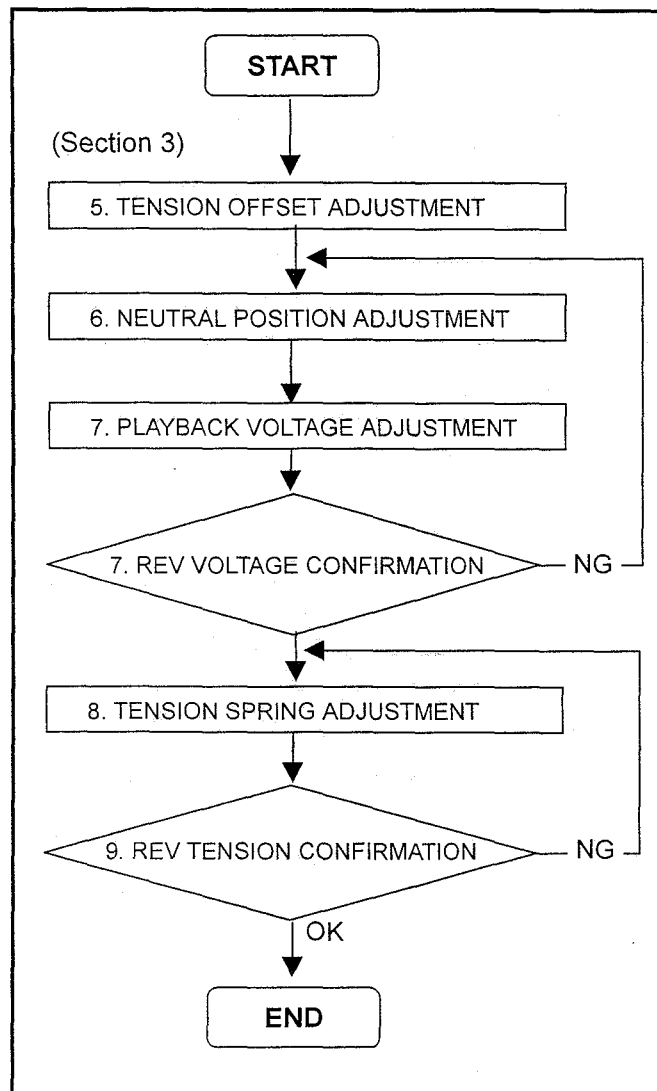 START
(Section 3)
5. TENSION OFFSET ADJUSTMENT
6. NEUTRAL POSITION ADJUSTMENT
7. PLAYBACK VOLTAGE ADJUSTMENT
7. REV VOLTAGE CONFIRMATION
NG
8. TENSION SPRING ADJUSTMENT
9. REV TENSION CONFIRMATION
NG
OK
END